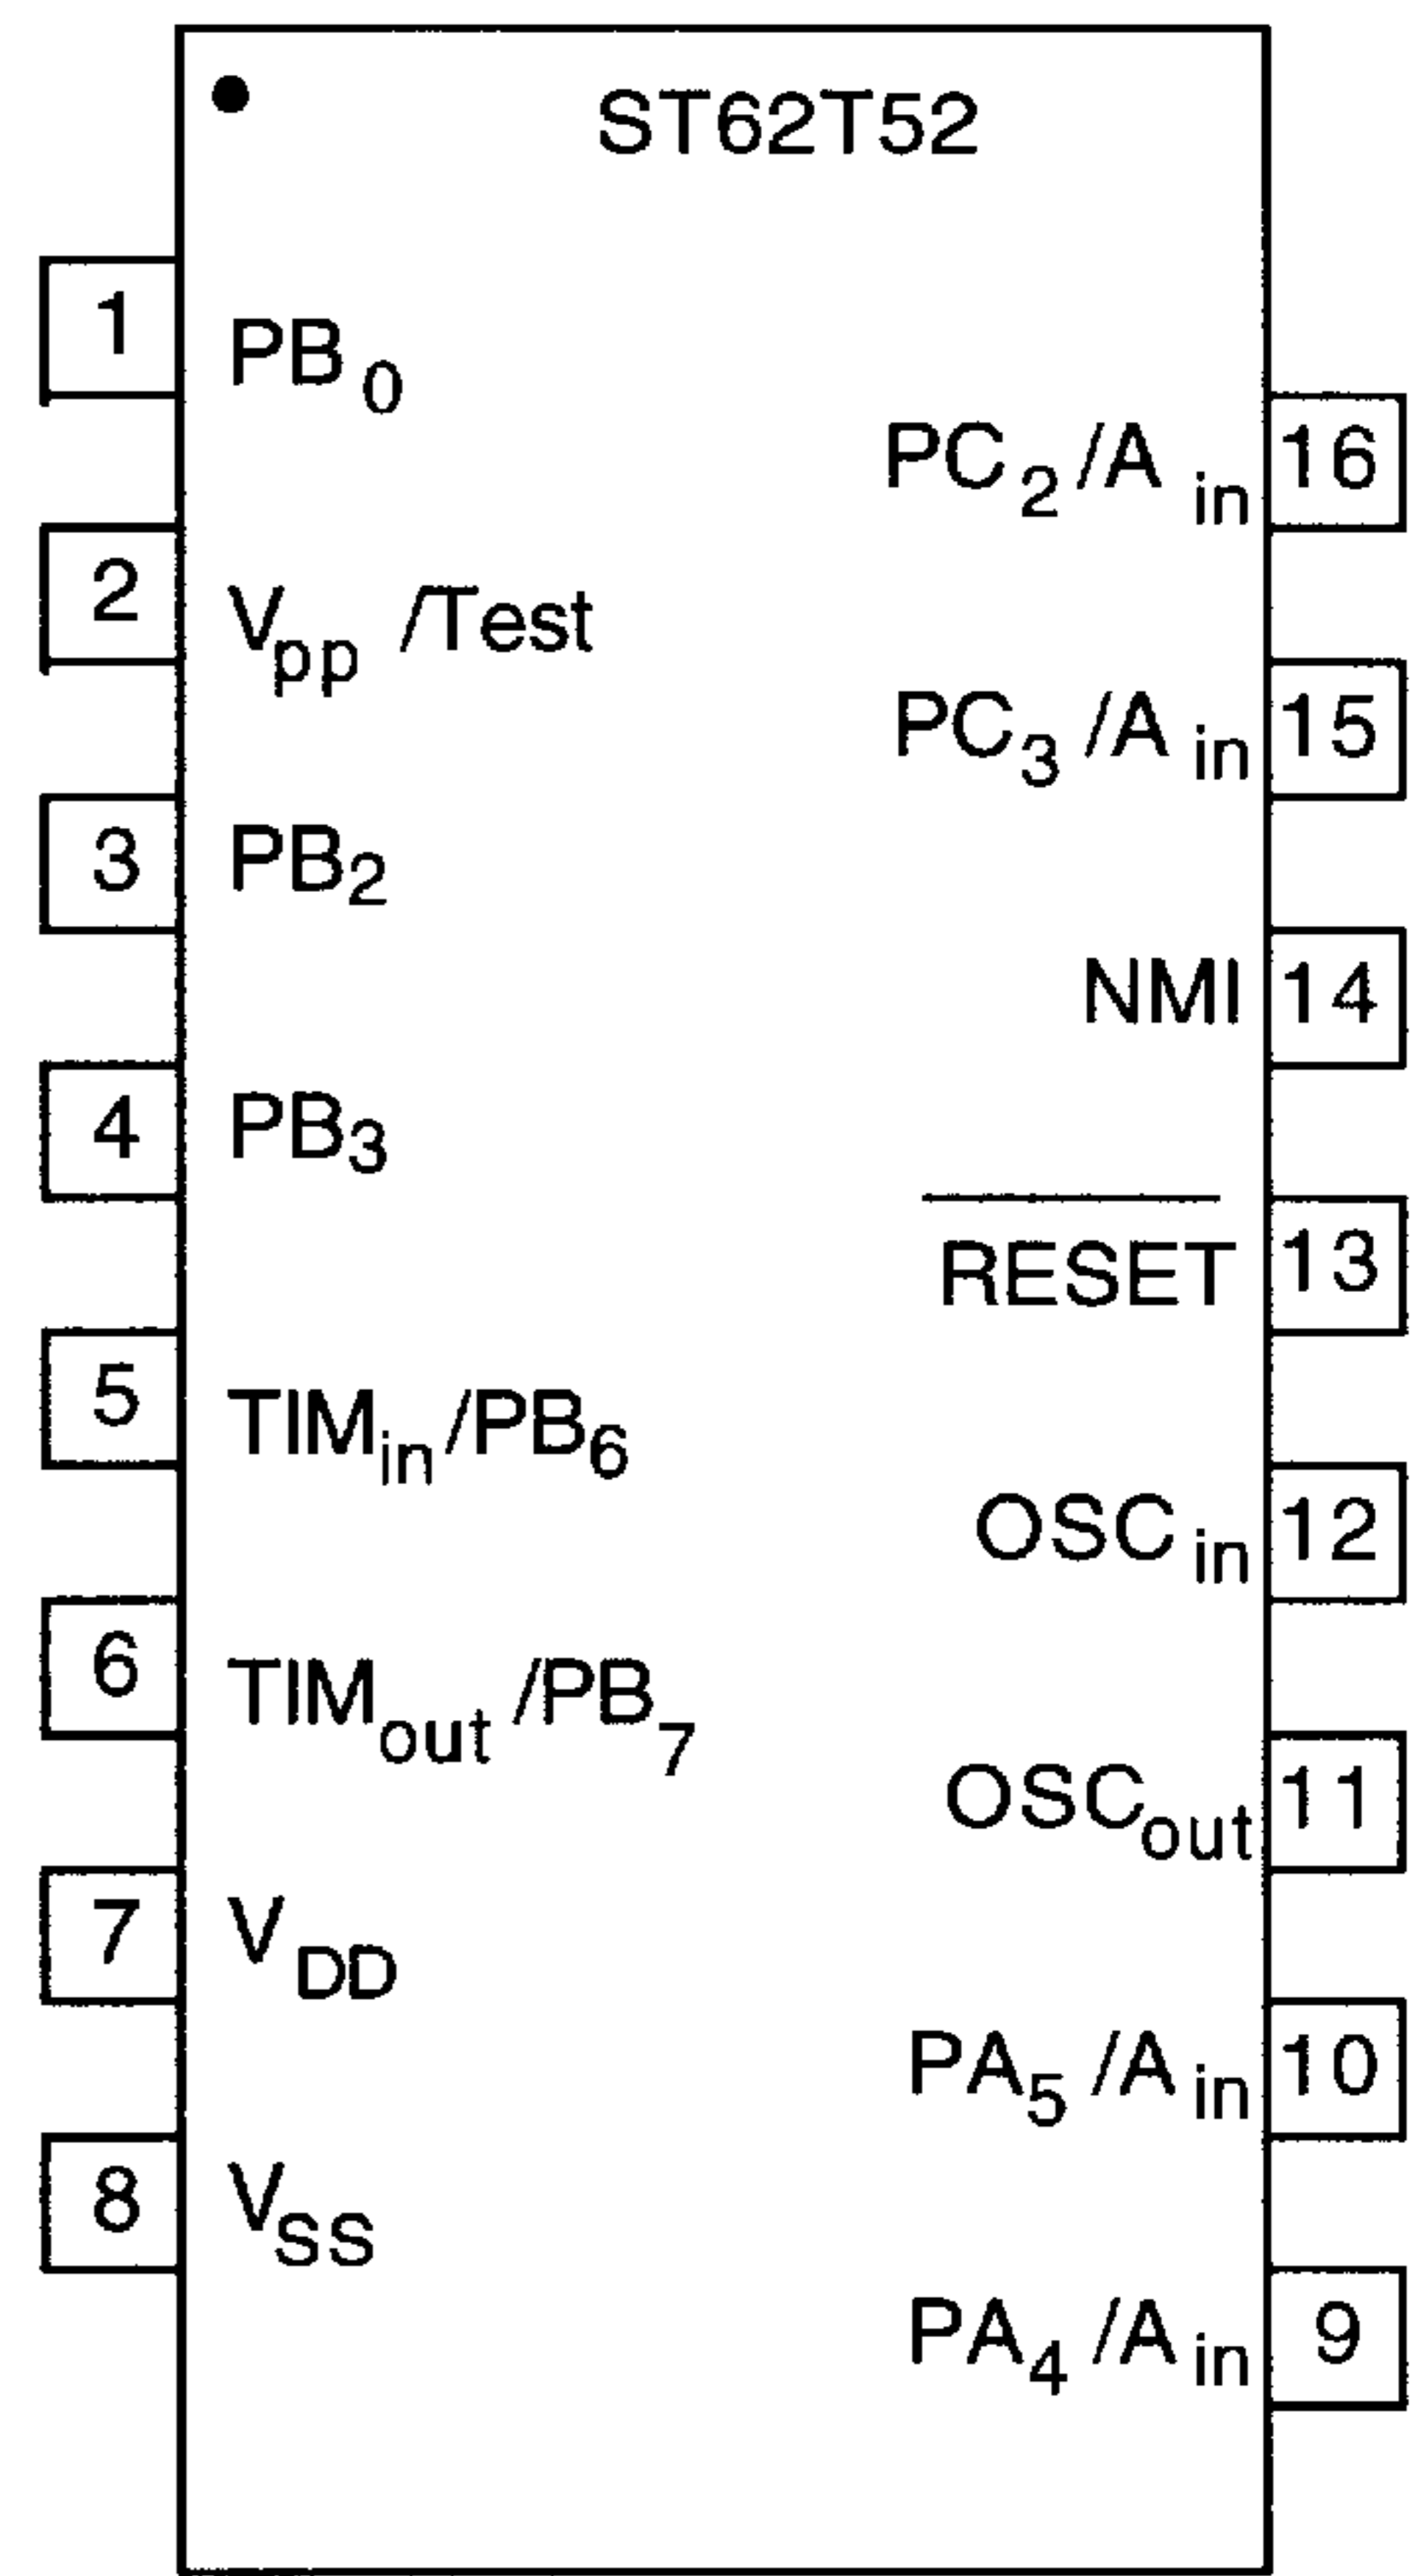 ST62T52
1 PB0
PC2/Ain 16
2 Vpp/Test
PC3/Ain 15
3 PB2
NMI 14
4 PB3
RESET 13
5 TIMin/PB6
OSCin 12
6 TIMout/PB7
OSCout 11
7 VDD
PA5/Ain 10
8 VSS
PA4/Ain 9